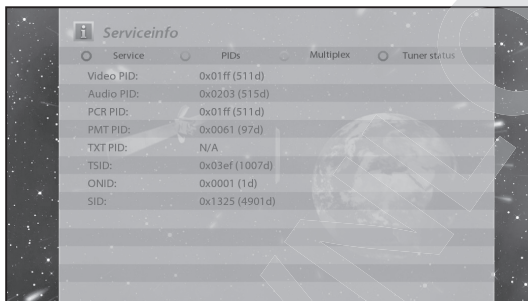 i Serviceinfo
Service PIDs Multiplex Tuner status
Video PID: 0x01ff (511d)
Audio PID: 0x0203 (515d)
PCR PID: 0x01ff (511d)
PMT PID: 0x0061 (97d)
TXT PID: N/A
TSID: 0x03ef (1007d)
ONID: 0x0001 (1d)
SID: 0x1325 (4901d)